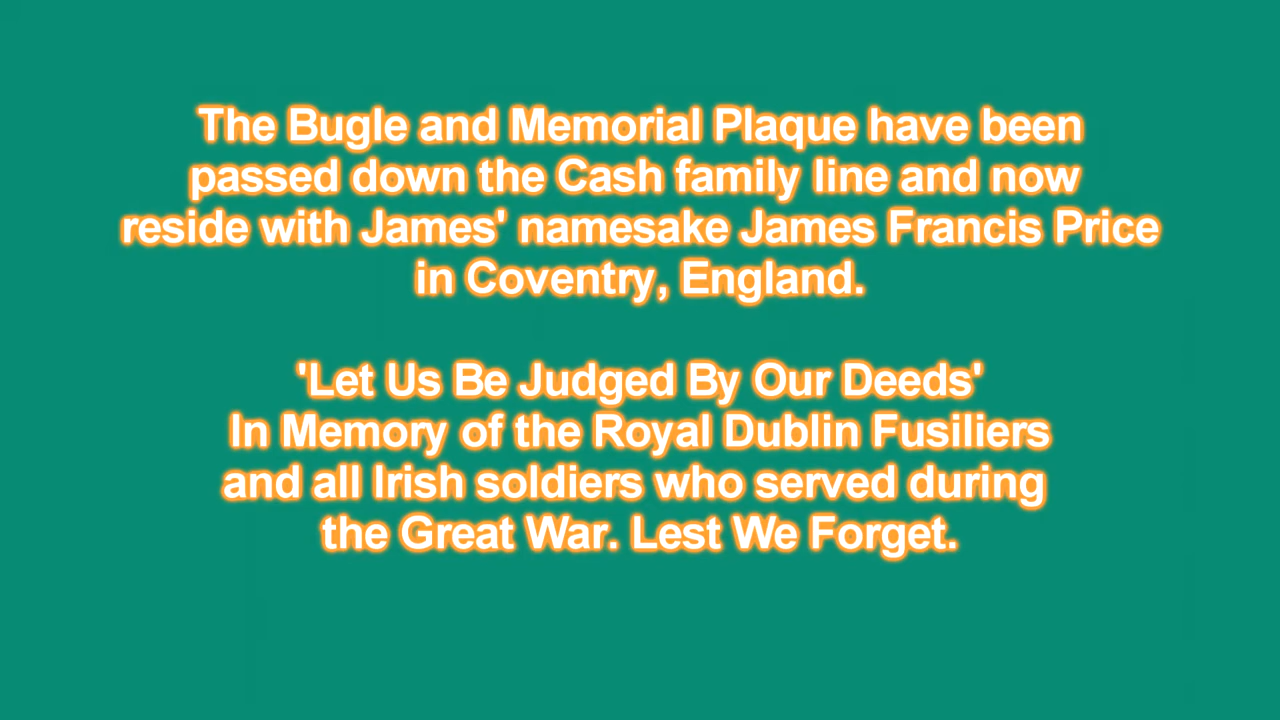 The Bugle and Memorial Plaque have been
passed down the Cash family line and now
reside with James' namesake James Francis Price
in Coventry, England.
'Let Us Be Judged By Our Deeds'
In Memory of the Royal Dublin Fusiliers
and all Irish soldiers who served during
the Great War. Lest We Forget.